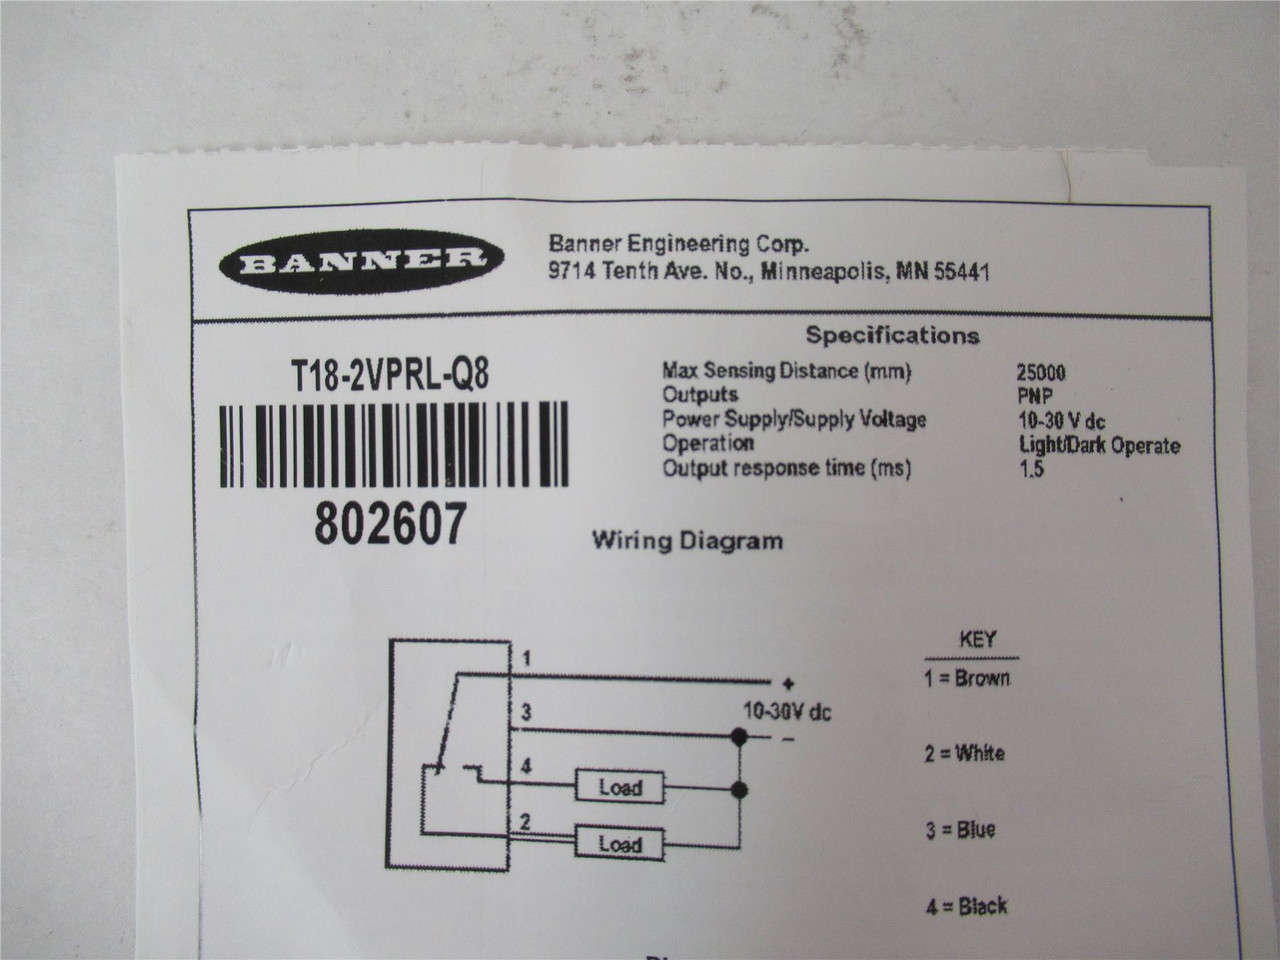 BANNER
Banner Engineering Corp.
9714 Tenth Ave. No., Minneapolis, MN 55441
T18-2VPRL-Q8
802607
Specifications
Max Sensing Distance (mm) 25000
Outputs PNP
Power Supply/Supply Voltage 10-30 V dc
Operation Light/Dark Operate
Output response time (ms) 1.5
Wiring Diagram
1
+
3
10-30V dc
–
4
Load
2
Load
KEY
1 = Brown
2 = White
3 = Blue
4 = Black